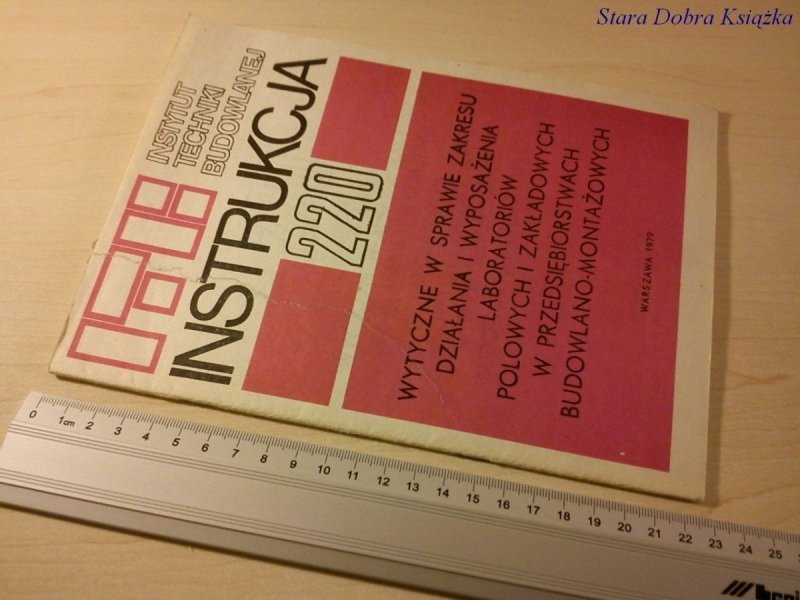 Stara Dobra Książka
INSTYTUT
TECHNIKI
BUDOWLANEJ
INSTRUKCJA
220
WYTYCZNE W SPRAWIE ZAKRESU
DZIAŁANIA I WYPOSAŻENIA
LABORATORIÓW
POLOWYCH I ZAKŁADOWYCH
W PRZEDSIĘBIORSTWACH
BUDOWLANO-MONTAŻOWYCH
WARSZAWA 1979
0 1cm 2 3 4 5 6 7 8 9 10 11 12 13 14 15 16 17 18 19 20 21 22 23 24 25